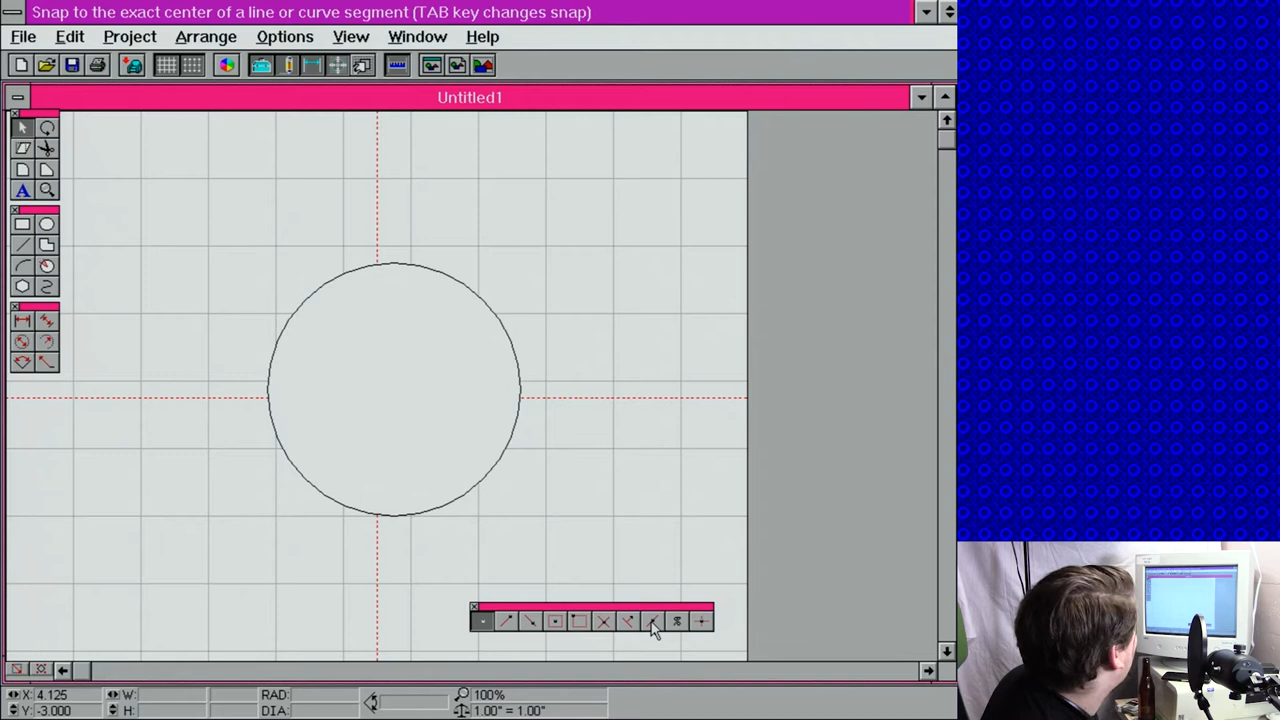 Snap to the exact center of a line or curve segment (TAB key changes snap)
File Edit Project Arrange Options View Window Help
Untitled1
A
%
X: 4.125 W: RAD: 100%
Y: -3.000 H: DIA: 1.00" = 1.00"